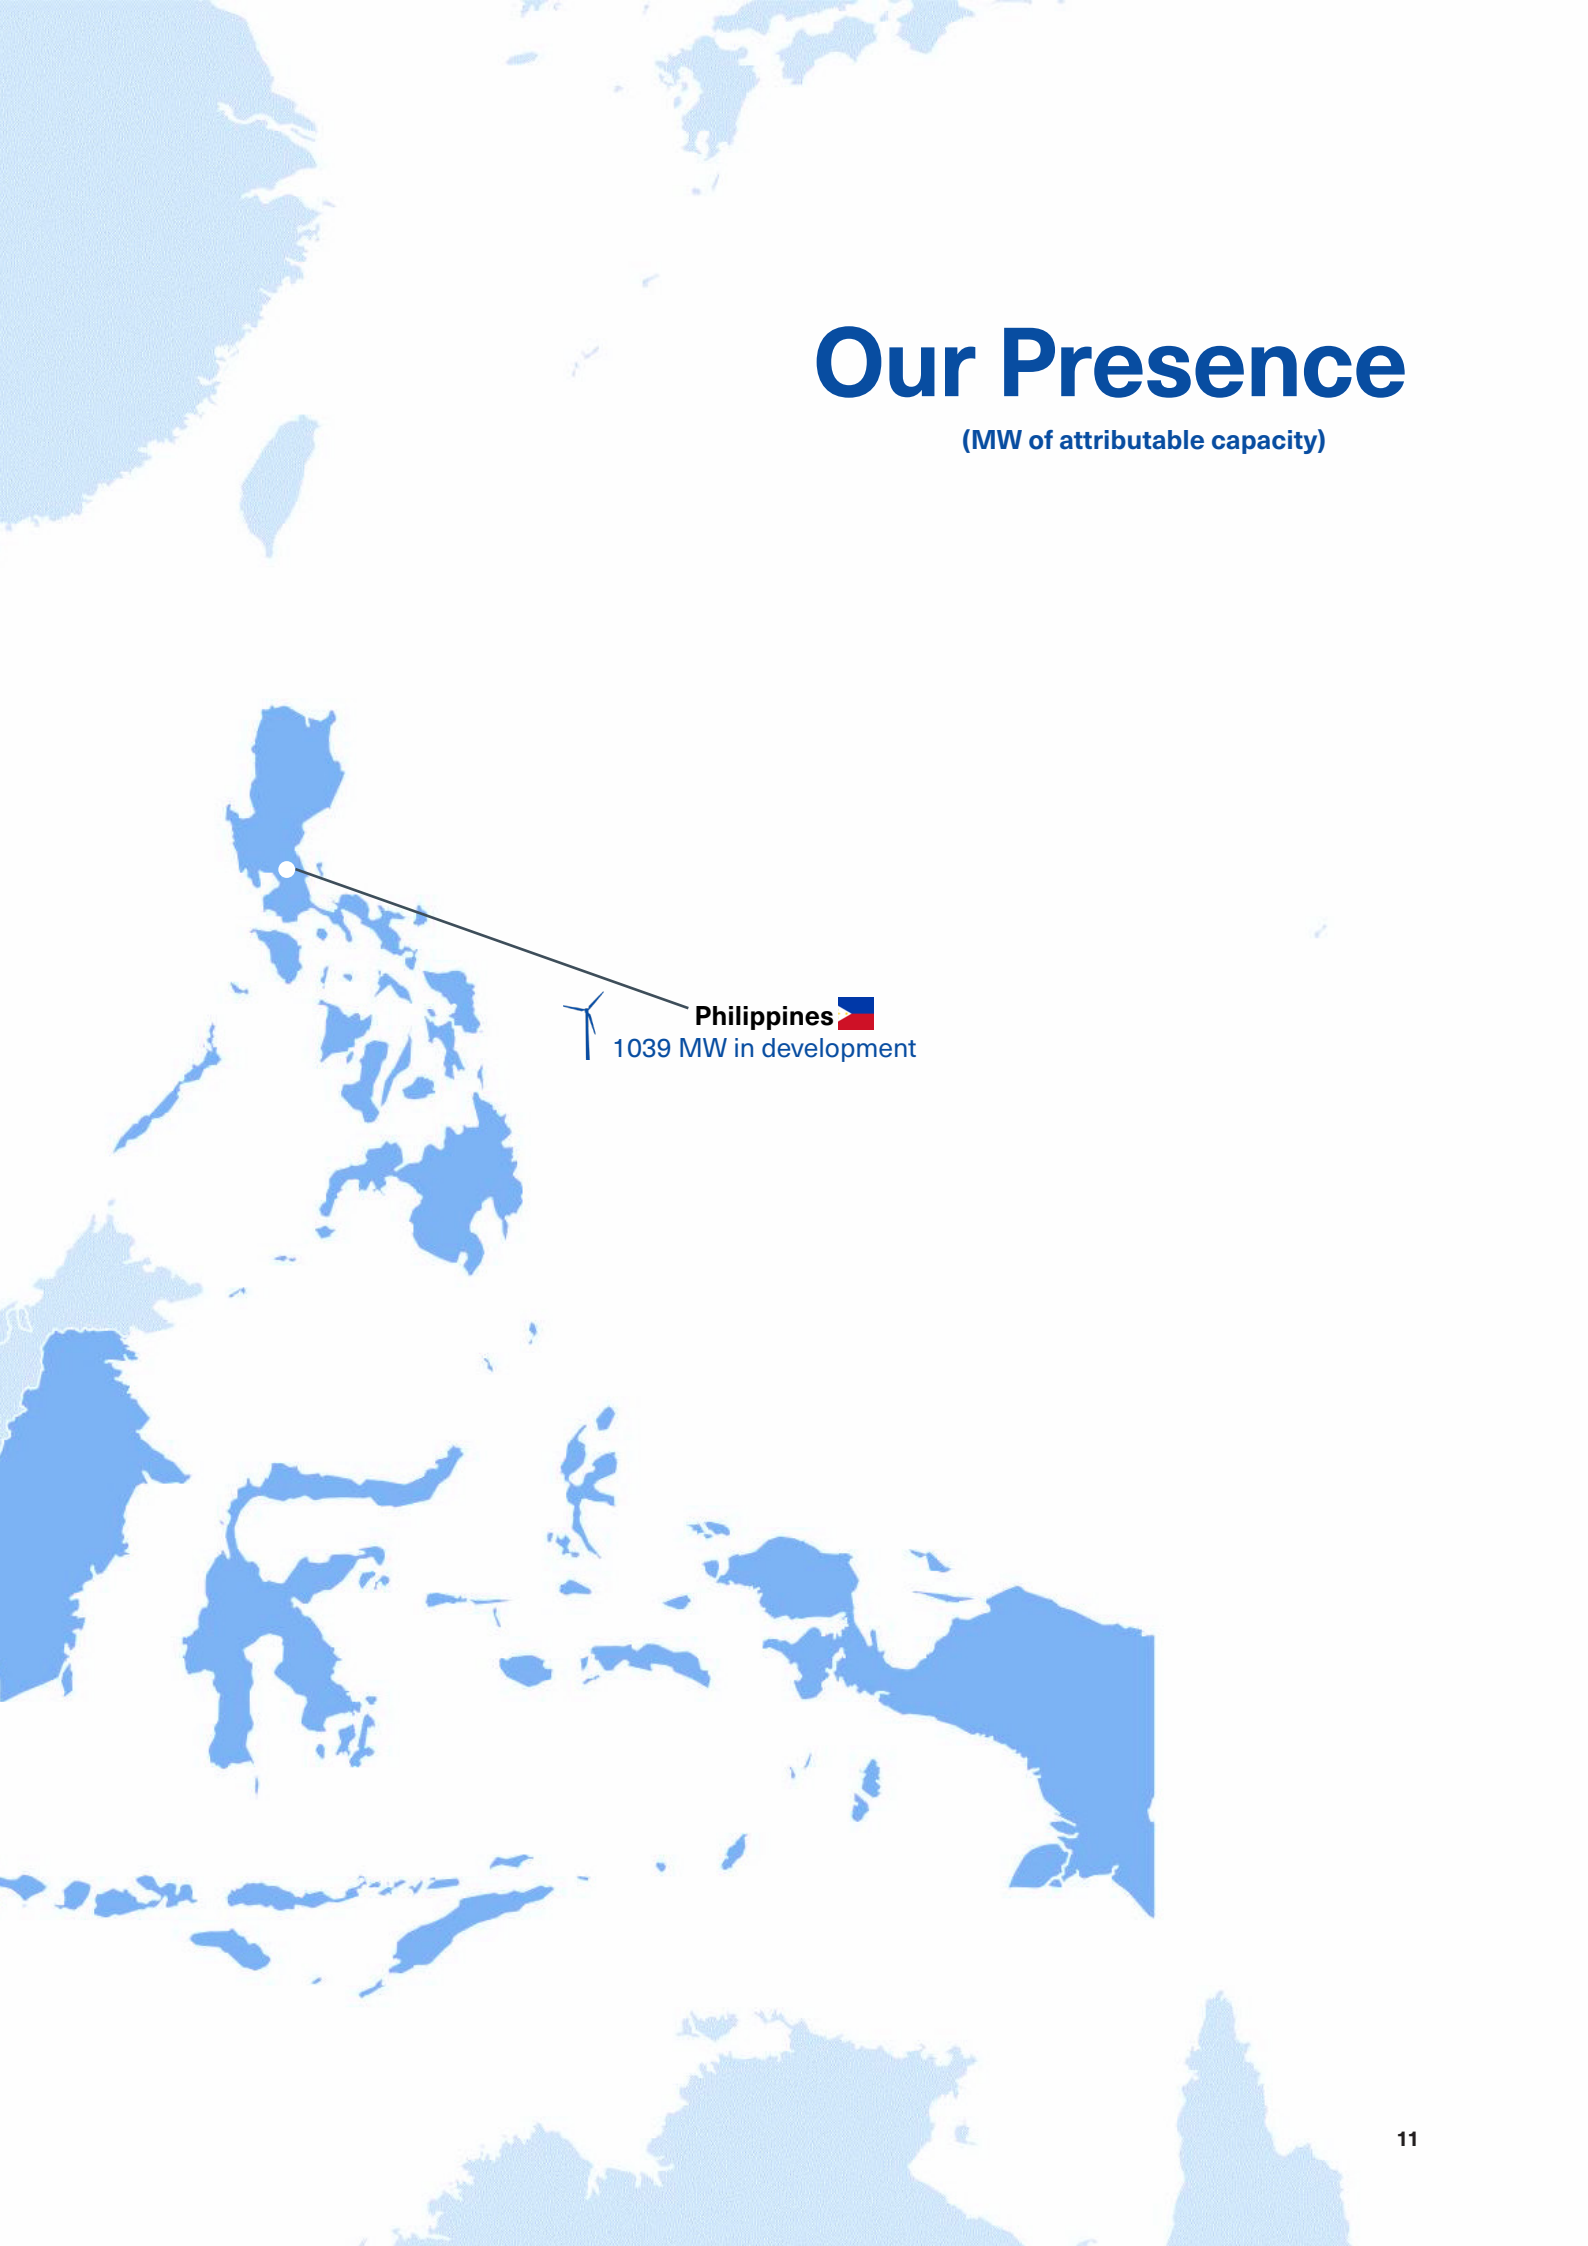 Our Presence
(MW of attributable capacity)
Philippines
1039 MW in development
11